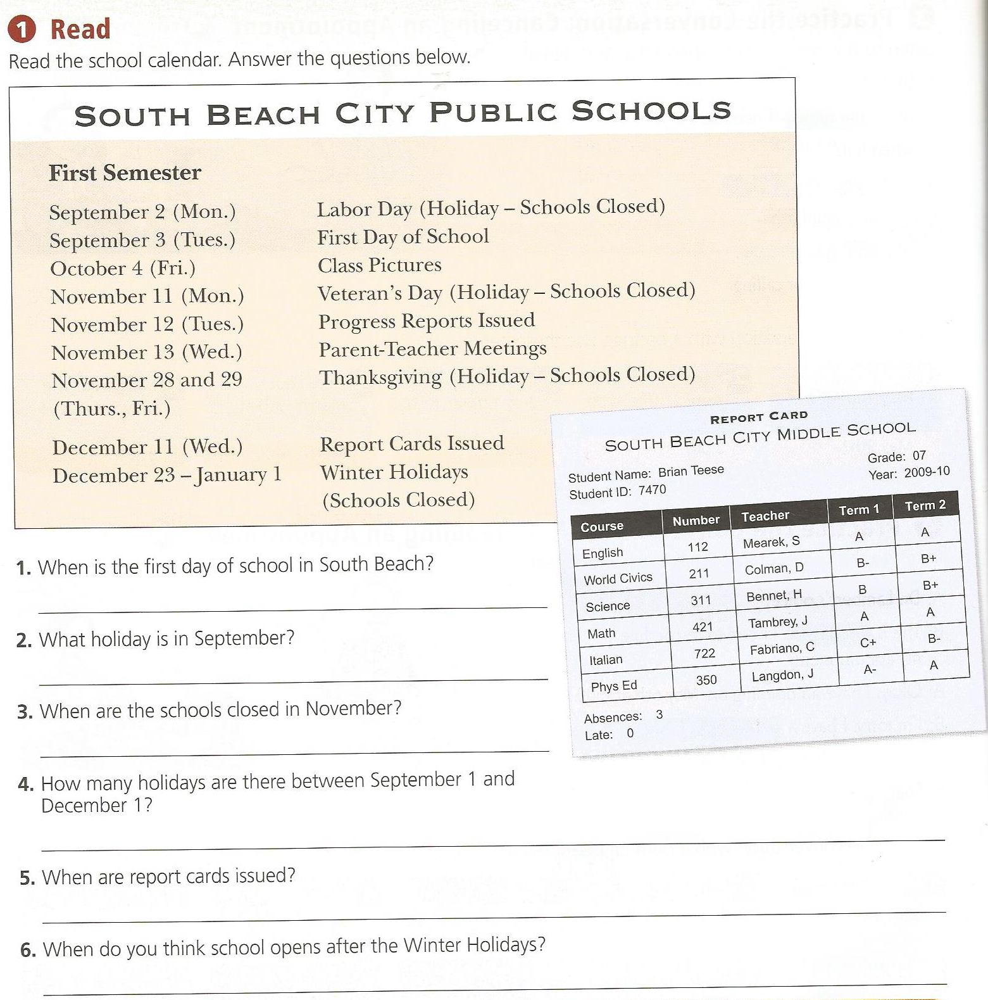 1 Read
Read the school calendar. Answer the questions below.
SOUTH BEACH CITY PUBLIC SCHOOLS
First Semester
September 2 (Mon.) Labor Day (Holiday – Schools Closed)
September 3 (Tues.) First Day of School
October 4 (Fri.) Class Pictures
November 11 (Mon.) Veteran's Day (Holiday – Schools Closed)
November 12 (Tues.) Progress Reports Issued
November 13 (Wed.) Parent-Teacher Meetings
November 28 and 29 Thanksgiving (Holiday – Schools Closed)
(Thurs., Fri.)
December 11 (Wed.) Report Cards Issued
December 23 – January 1 Winter Holidays
(Schools Closed)
REPORT CARD
SOUTH BEACH CITY MIDDLE SCHOOL
Grade: 07
Student Name: Brian Teese Year: 2009-10
Student ID: 7470
Course Number Teacher Term 1 Term 2
English 112 Mearek, S A A
World Civics 211 Colman, D B- B+
Science 311 Bennet, H B B+
Math 421 Tambrey, J A A
Italian 722 Fabriano, C C+ B-
Phys Ed 350 Langdon, J A- A
Absences: 3
Late: 0
1. When is the first day of school in South Beach?
2. What holiday is in September?
3. When are the schools closed in November?
4. How many holidays are there between September 1 and
December 1?
5. When are report cards issued?
6. When do you think school opens after the Winter Holidays?